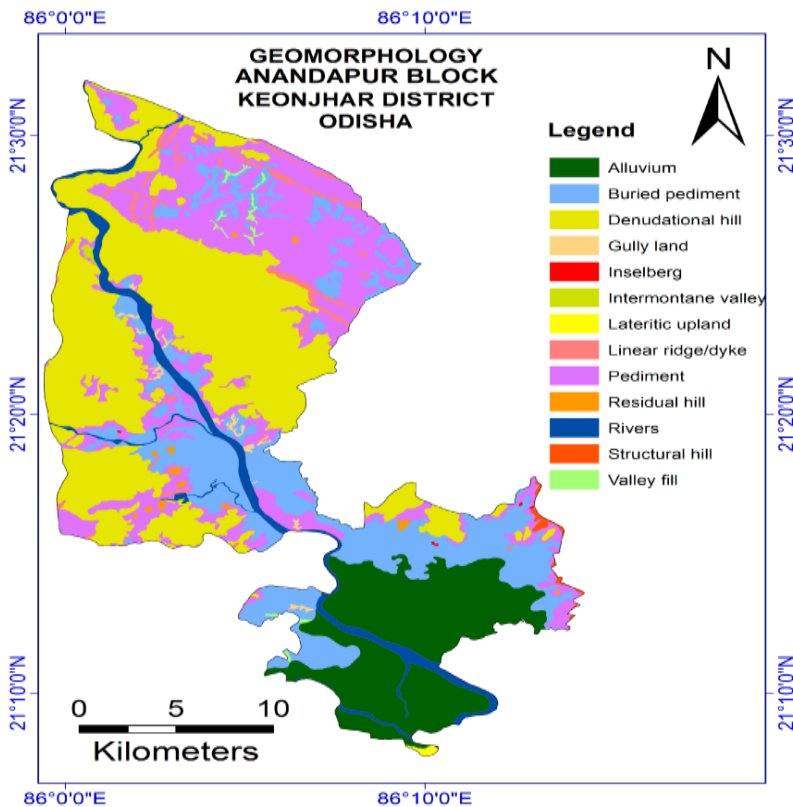 86°0'0"E
86°10'0"E
GEOMORPHOLOGY
ANANDAPUR BLOCK
KEONJHAR DISTRICT
ODISHA
N
21°30'0"N
21°30'0"N
Legend
Alluvium
Buried pediment
Denudational hill
Gully land
Inselberg
Intermontane valley
Lateritic upland
Linear ridge/dyke
Pediment
Residual hill
Rivers
Structural hill
Valley fill
21°20'0"N
21°20'0"N
21°10'0"N
21°10'0"N
0 5 10
Kilometers
86°0'0"E
86°10'0"E